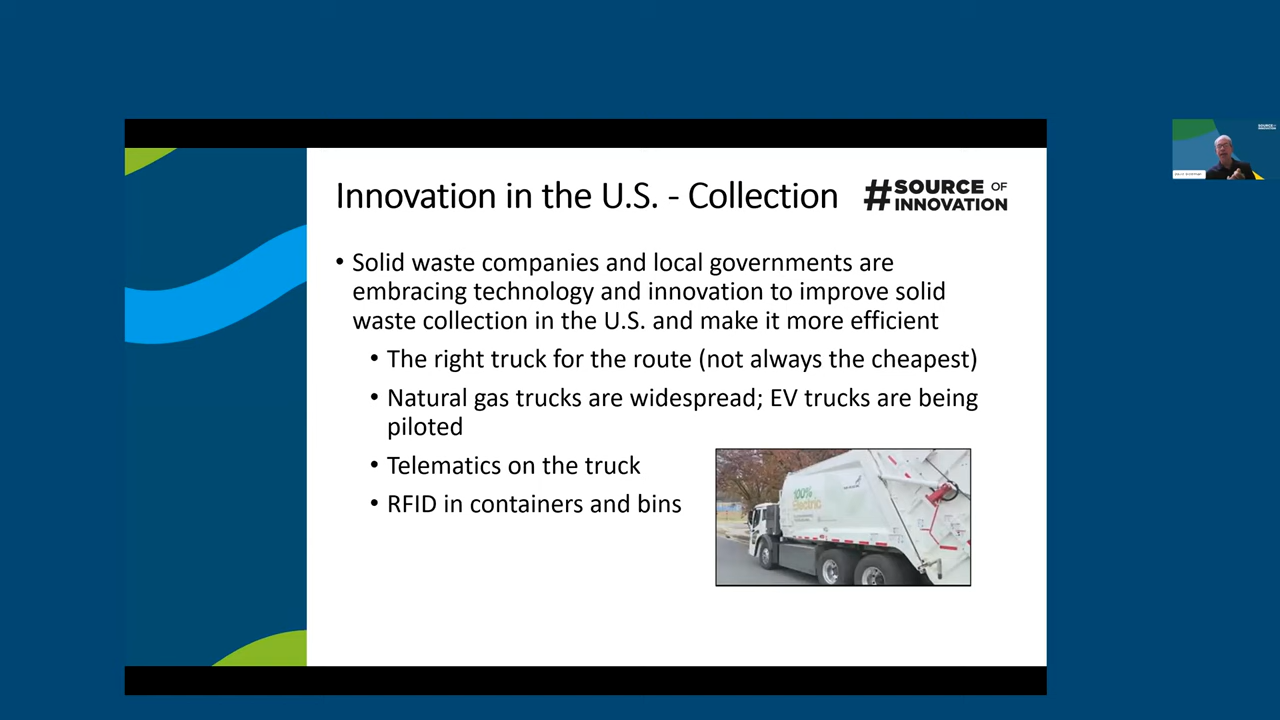 Innovation in the U.S. - Collection
#SOURCE OF
INNOVATION
• Solid waste companies and local governments are
embracing technology and innovation to improve solid
waste collection in the U.S. and make it more efficient
• The right truck for the route (not always the cheapest)
• Natural gas trucks are widespread; EV trucks are being
piloted
• Telematics on the truck
• RFID in containers and bins
100%
Electric
SOURCE OF
INNOVATION